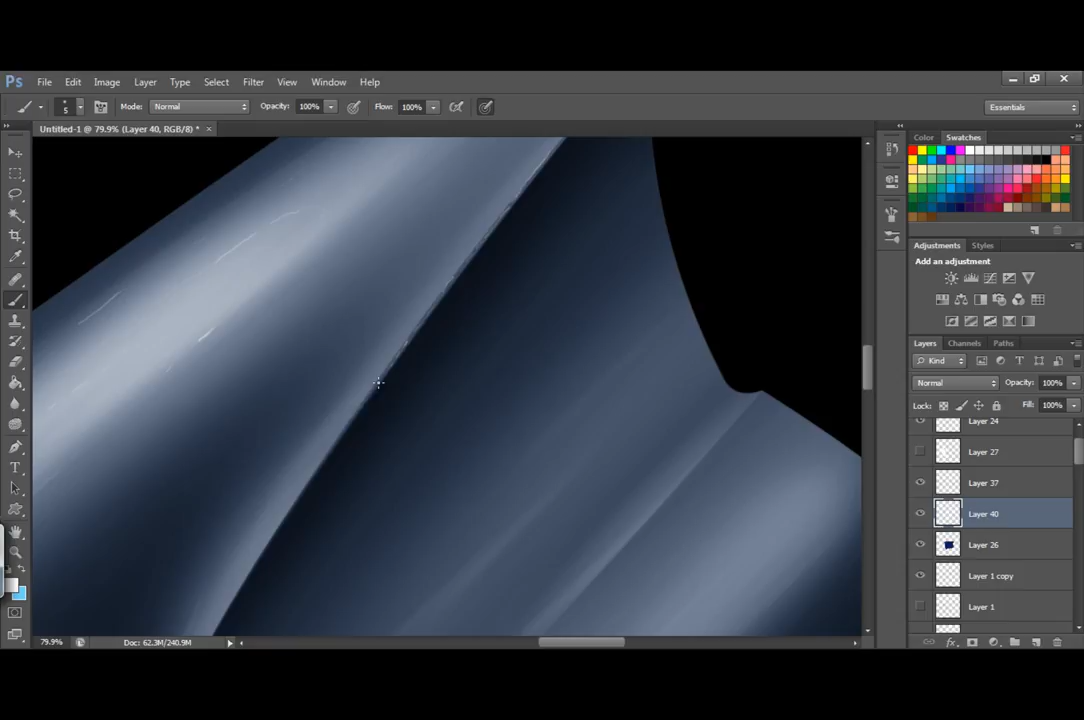 Ps File Edit Image Layer Type Select Filter View Window Help
5 Mode: Normal Opacity: 100% Flow: 100% Essentials
Untitled-1 @ 79.9% (Layer 40, RGB/8) * ×
Color Swatches
Adjustments Styles
Add an adjustment
Layers Channels Paths
Kind
Normal Opacity: 100%
Lock: Fill: 100%
Layer 24
Layer 27
Layer 37
Layer 40
Layer 26
Layer 1 copy
Layer 1
79.9% Doc: 62.3M/240.9M